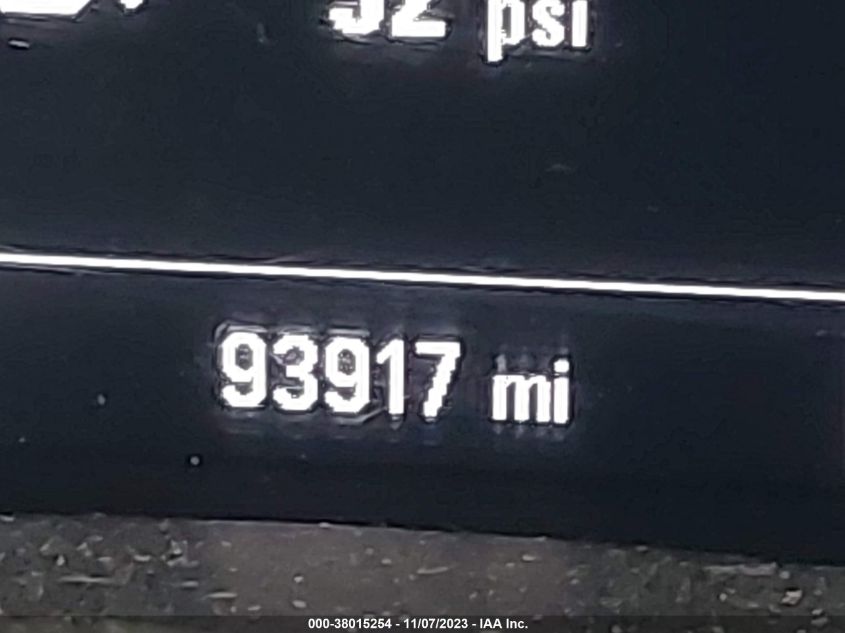 psi
93917 mi
000-38015254 - 11/07/2023 - IAA Inc.